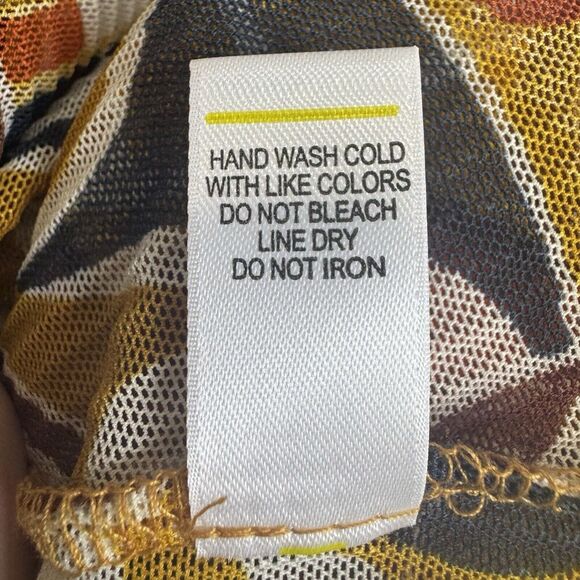 HAND WASH COLD
WITH LIKE COLORS
DO NOT BLEACH
LINE DRY
DO NOT IRON